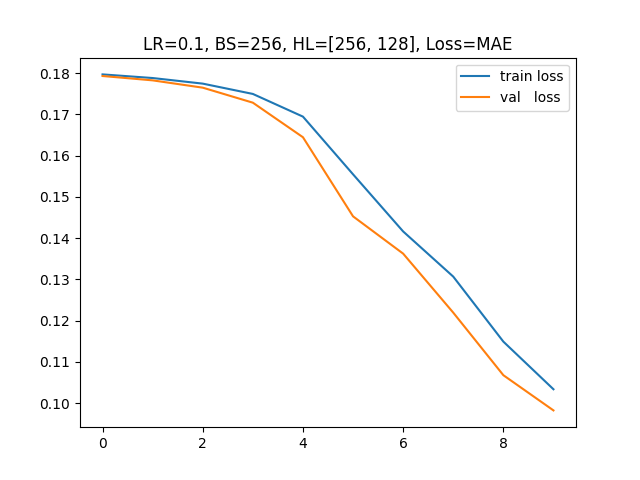 LR=0.1, BS=256, HL=[256, 128], Loss=MAE
train loss
val   loss
0.18
0.17
0.16
0.15
0.14
0.13
0.12
0.11
0.10
0 2 4 6 8